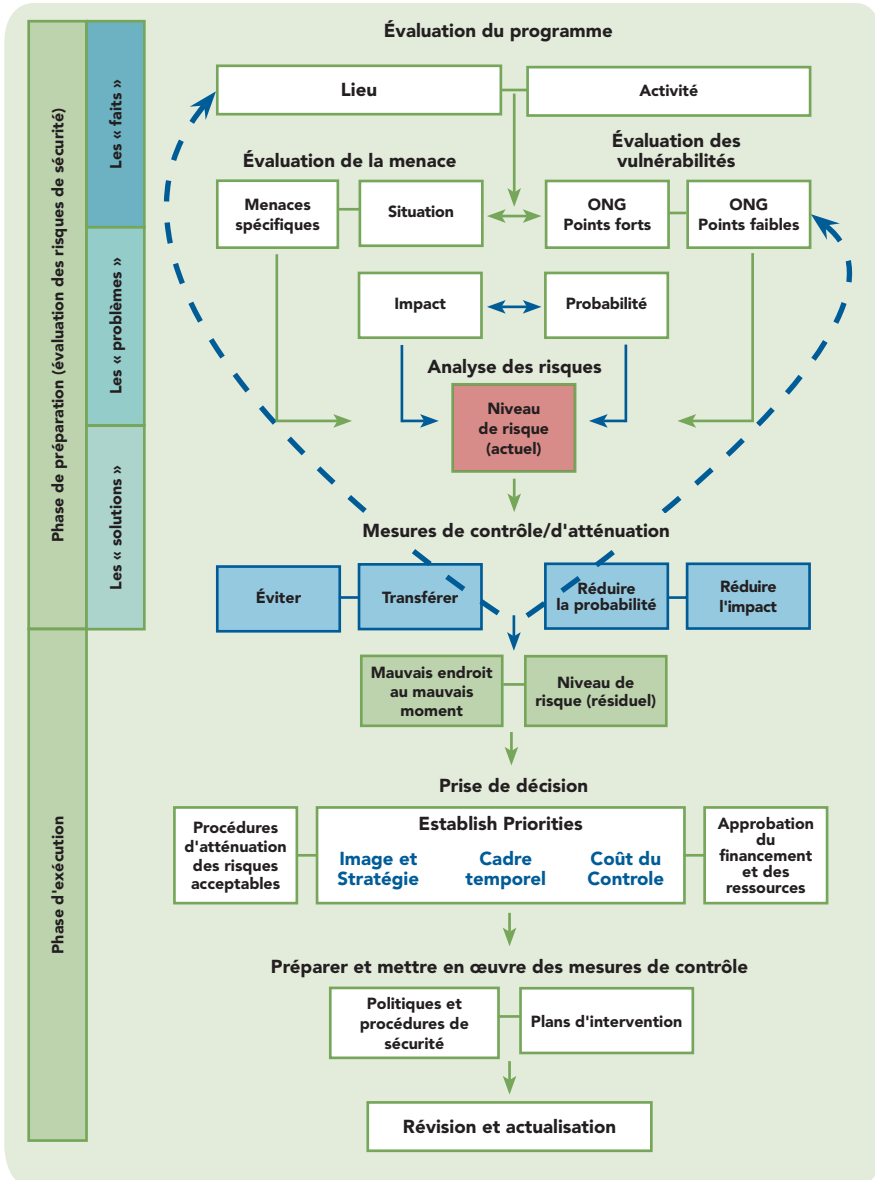 Évaluation du programme
Lieu
Activité
Évaluation de la menace
Évaluation des
vulnérabilités
Menaces
spécifiques
Situation
ONG
Points forts
ONG
Points faibles
Impact
Probabilité
Analyse des risques
Niveau
de risque
(actuel)
Mesures de contrôle/d'atténuation
Éviter
Transférer
Réduire
la probabilité
Réduire
l'impact
Mauvais endroit
au mauvais
moment
Niveau de
risque (résiduel)
Prise de décision
Procédures
d'atténuation
des risques
acceptables
Establish Priorities
Image et
Stratégie
Cadre
temporel
Coût du
Controle
Approbation
du
financement
et des
ressources
Préparer et mettre en œuvre des mesures de contrôle
Politiques et
procédures de
sécurité
Plans d'intervention
Révision et actualisation
Phase de préparation (évaluation des risques de sécurité)
Les « faits »
Les « problèmes »
Les « solutions »
Phase d'exécution